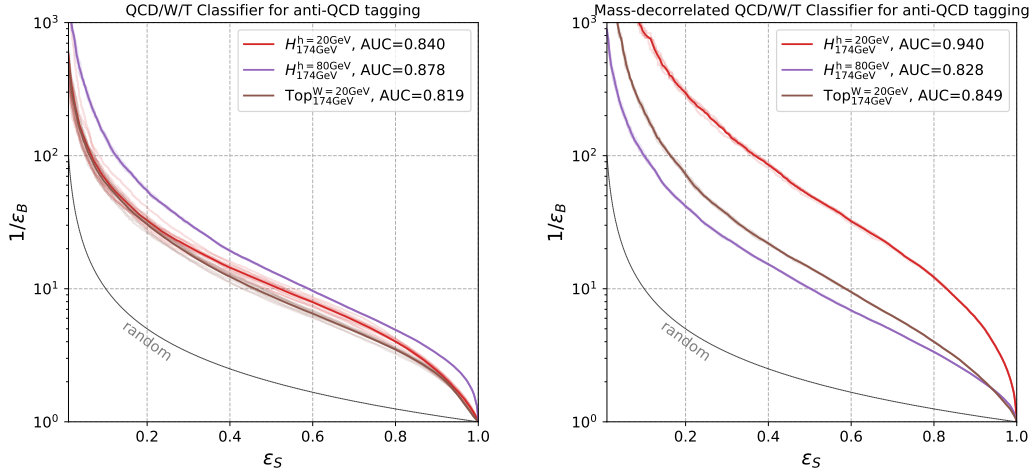 QCD/W/T Classifier for anti-QCD tagging
10³
10²
10¹
10⁰
1/ε_B
H^{h=20GeV}_{174GeV}, AUC=0.840
H^{h=80GeV}_{174GeV}, AUC=0.878
Top^{W=20GeV}_{174GeV}, AUC=0.819
random
0.2 0.4 0.6 0.8 1.0
ε_S
Mass-decorrelated QCD/W/T Classifier for anti-QCD tagging
10³
10²
10¹
10⁰
1/ε_B
H^{h=20GeV}_{174GeV}, AUC=0.940
H^{h=80GeV}_{174GeV}, AUC=0.828
Top^{W=20GeV}_{174GeV}, AUC=0.849
random
0.2 0.4 0.6 0.8 1.0
ε_S